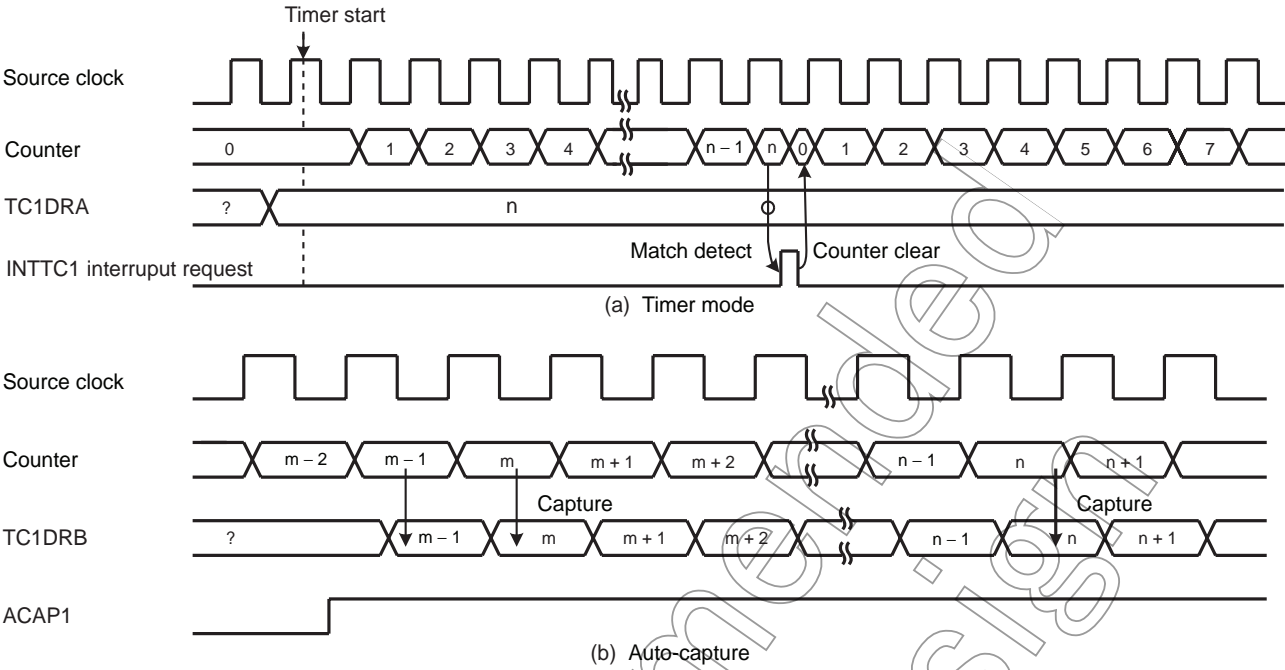 Timer start
Source clock
Counter 0 1 2 3 4 n – 1 n 0 1 2 3 4 5 6 7
TC1DRA ? n
Match detect Counter clear
INTTC1 interruput request
(a) Timer mode
Source clock
Counter m – 2 m – 1 m m + 1 m + 2 n – 1 n n + 1
Capture Capture
TC1DRB ? m – 1 m m + 1 m + 2 n – 1 n n + 1
ACAP1
(b) Auto-capture